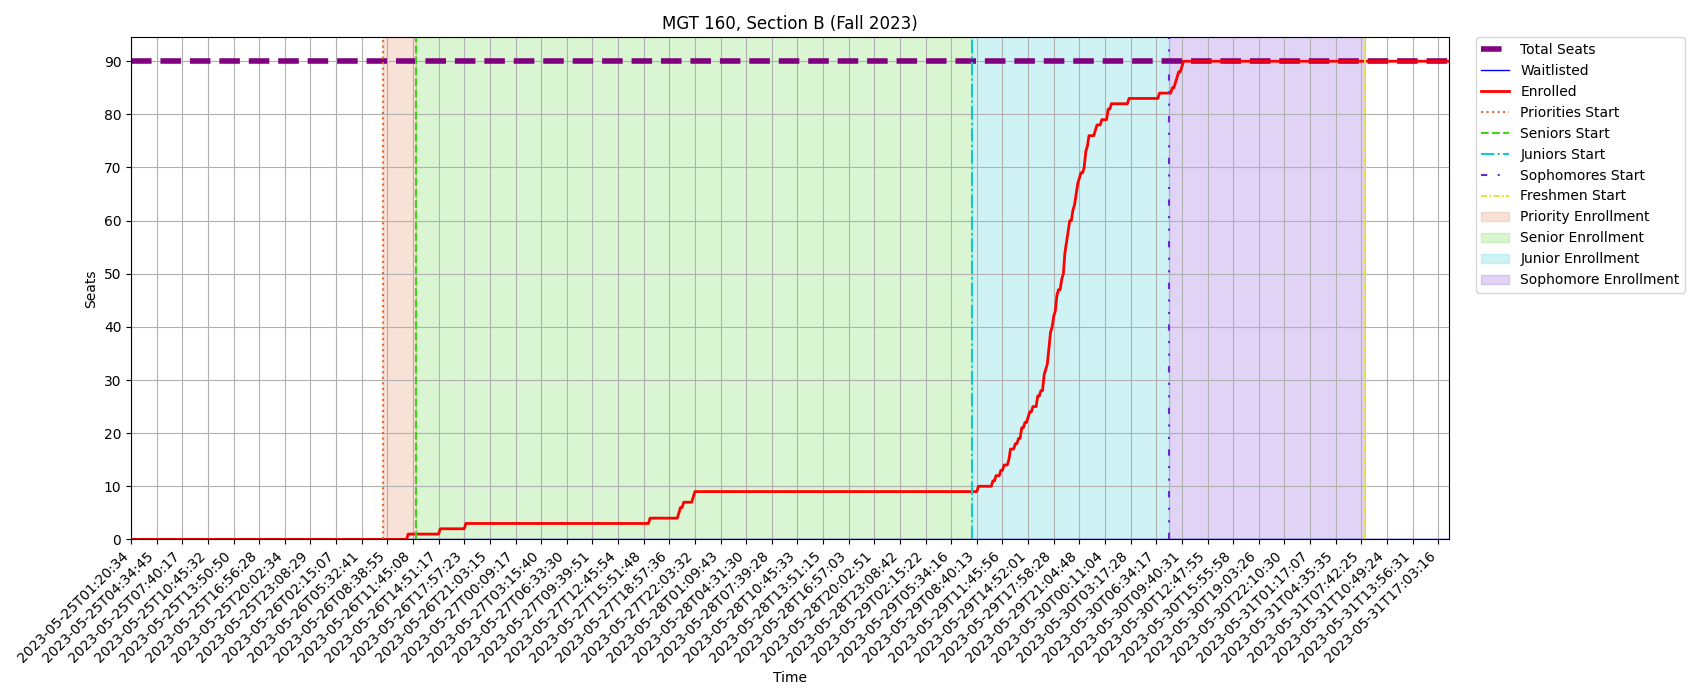 MGT 160, Section B (Fall 2023)
Seats
90
80
70
60
50
40
30
20
10
0
2023-05-25T01:20:34
2023-05-25T04:34:45
2023-05-25T07:40:17
2023-05-25T10:45:32
2023-05-25T13:50:50
2023-05-25T16:56:28
2023-05-25T20:02:34
2023-05-25T23:08:29
2023-05-26T02:15:07
2023-05-26T05:32:41
2023-05-26T08:38:55
2023-05-26T11:45:08
2023-05-26T14:51:17
2023-05-26T17:57:23
2023-05-26T21:03:15
2023-05-27T00:09:17
2023-05-27T03:15:40
2023-05-27T06:33:30
2023-05-27T09:39:51
2023-05-27T12:45:54
2023-05-27T15:51:48
2023-05-27T18:57:36
2023-05-27T22:03:32
2023-05-28T01:09:43
2023-05-28T04:31:30
2023-05-28T07:39:28
2023-05-28T10:45:33
2023-05-28T13:51:15
2023-05-28T16:57:03
2023-05-28T20:02:51
2023-05-28T23:08:42
2023-05-29T02:15:22
2023-05-29T05:34:16
2023-05-29T08:40:13
2023-05-29T11:45:56
2023-05-29T14:52:01
2023-05-29T17:58:28
2023-05-29T21:04:48
2023-05-30T00:11:04
2023-05-30T03:17:28
2023-05-30T06:34:17
2023-05-30T09:40:31
2023-05-30T12:47:55
2023-05-30T15:55:58
2023-05-30T19:03:26
2023-05-30T22:10:30
2023-05-31T01:17:07
2023-05-31T04:35:35
2023-05-31T07:42:25
2023-05-31T10:49:24
2023-05-31T13:56:31
2023-05-31T17:03:16
Time
Total Seats
Waitlisted
Enrolled
Priorities Start
Seniors Start
Juniors Start
Sophomores Start
Freshmen Start
Priority Enrollment
Senior Enrollment
Junior Enrollment
Sophomore Enrollment